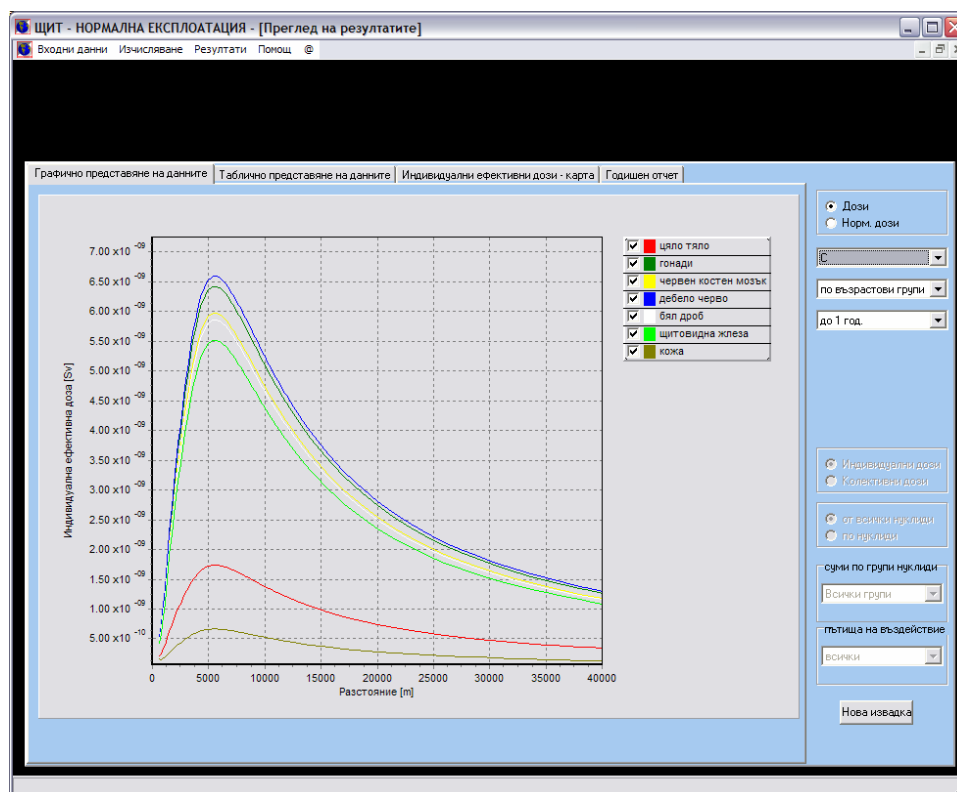 ЩИТ - НОРМАЛНА ЕКСПЛОАТАЦИЯ - [Преглед на резултатите]
Входни данни Изчисляване Резултати Помощ @
Графично представяне на данните Таблично представяне на данните Индивидуални ефективни дози - карта Годишен отчет
Индивидуална ефективна доза [Sv]
7.00 x10 -09
6.50 x10 -09
6.00 x10 -09
5.50 x10 -09
5.00 x10 -09
4.50 x10 -09
4.00 x10 -09
3.50 x10 -09
3.00 x10 -09
2.50 x10 -09
2.00 x10 -09
1.50 x10 -09
1.00 x10 -09
5.00 x10 -10
0 5000 10000 15000 20000 25000 30000 35000 40000
Разстояние [m]
цяло тяло
гонади
червен костен мозък
дебело черво
бял дроб
щитовидна жлеза
кожа
Дози
Норм. дози
С
по възрастови групи
до 1 год.
Индивидуални дози
Колективни дози
от всички нуклиди
по нуклиди
суми по групи нуклиди
Всички групи
пътища на въздействие
всички
Нова извадка